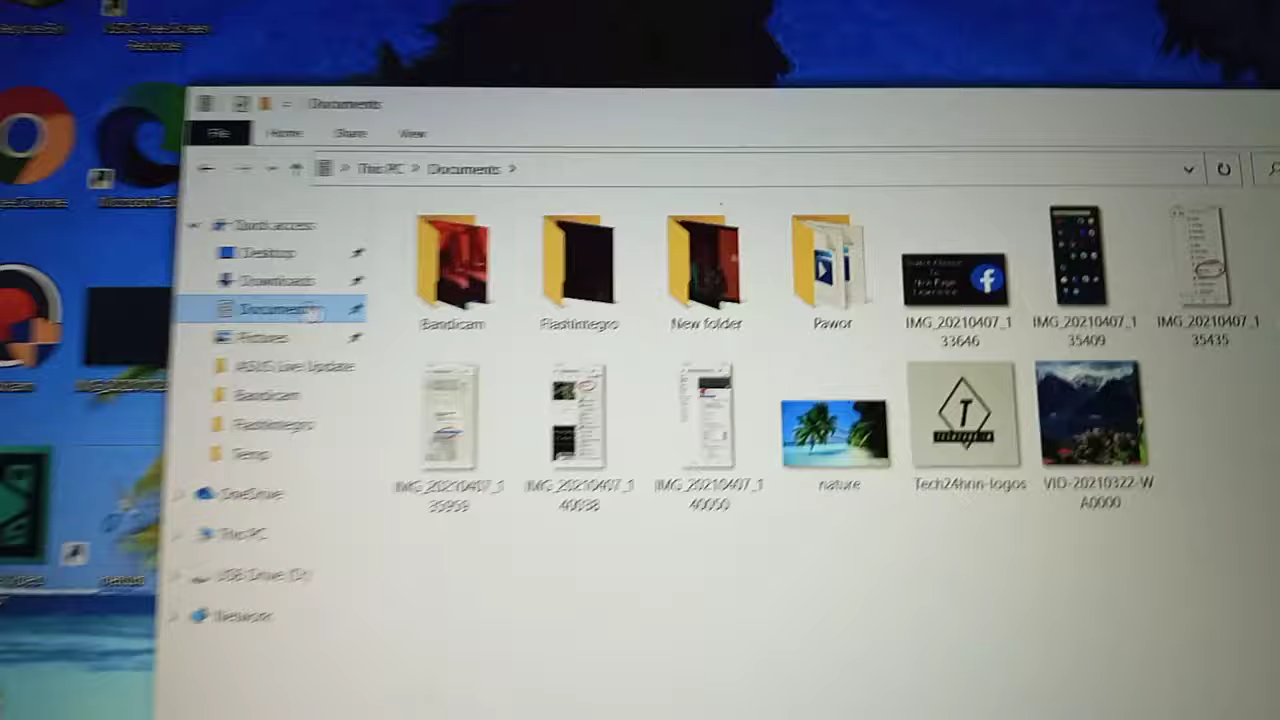 Documents
File Home Share View
This PC > Documents >
Quick access
Desktop
Downloads
Documents
Pictures
ASUS Live Update
Bandicam
FlashIntegro
Temp
OneDrive
This PC
USB Drive (D:)
Network
Bandicam
FlashIntegro
New folder
Pawor
IMG_20210407_1
33646
IMG_20210407_1
35409
IMG_20210407_1
35435
IMG_20210407_1
35959
IMG_20210407_1
40038
IMG_20210407_1
40050
nature
Tech24hrin-logos
VID-20210322-W
A0000
T